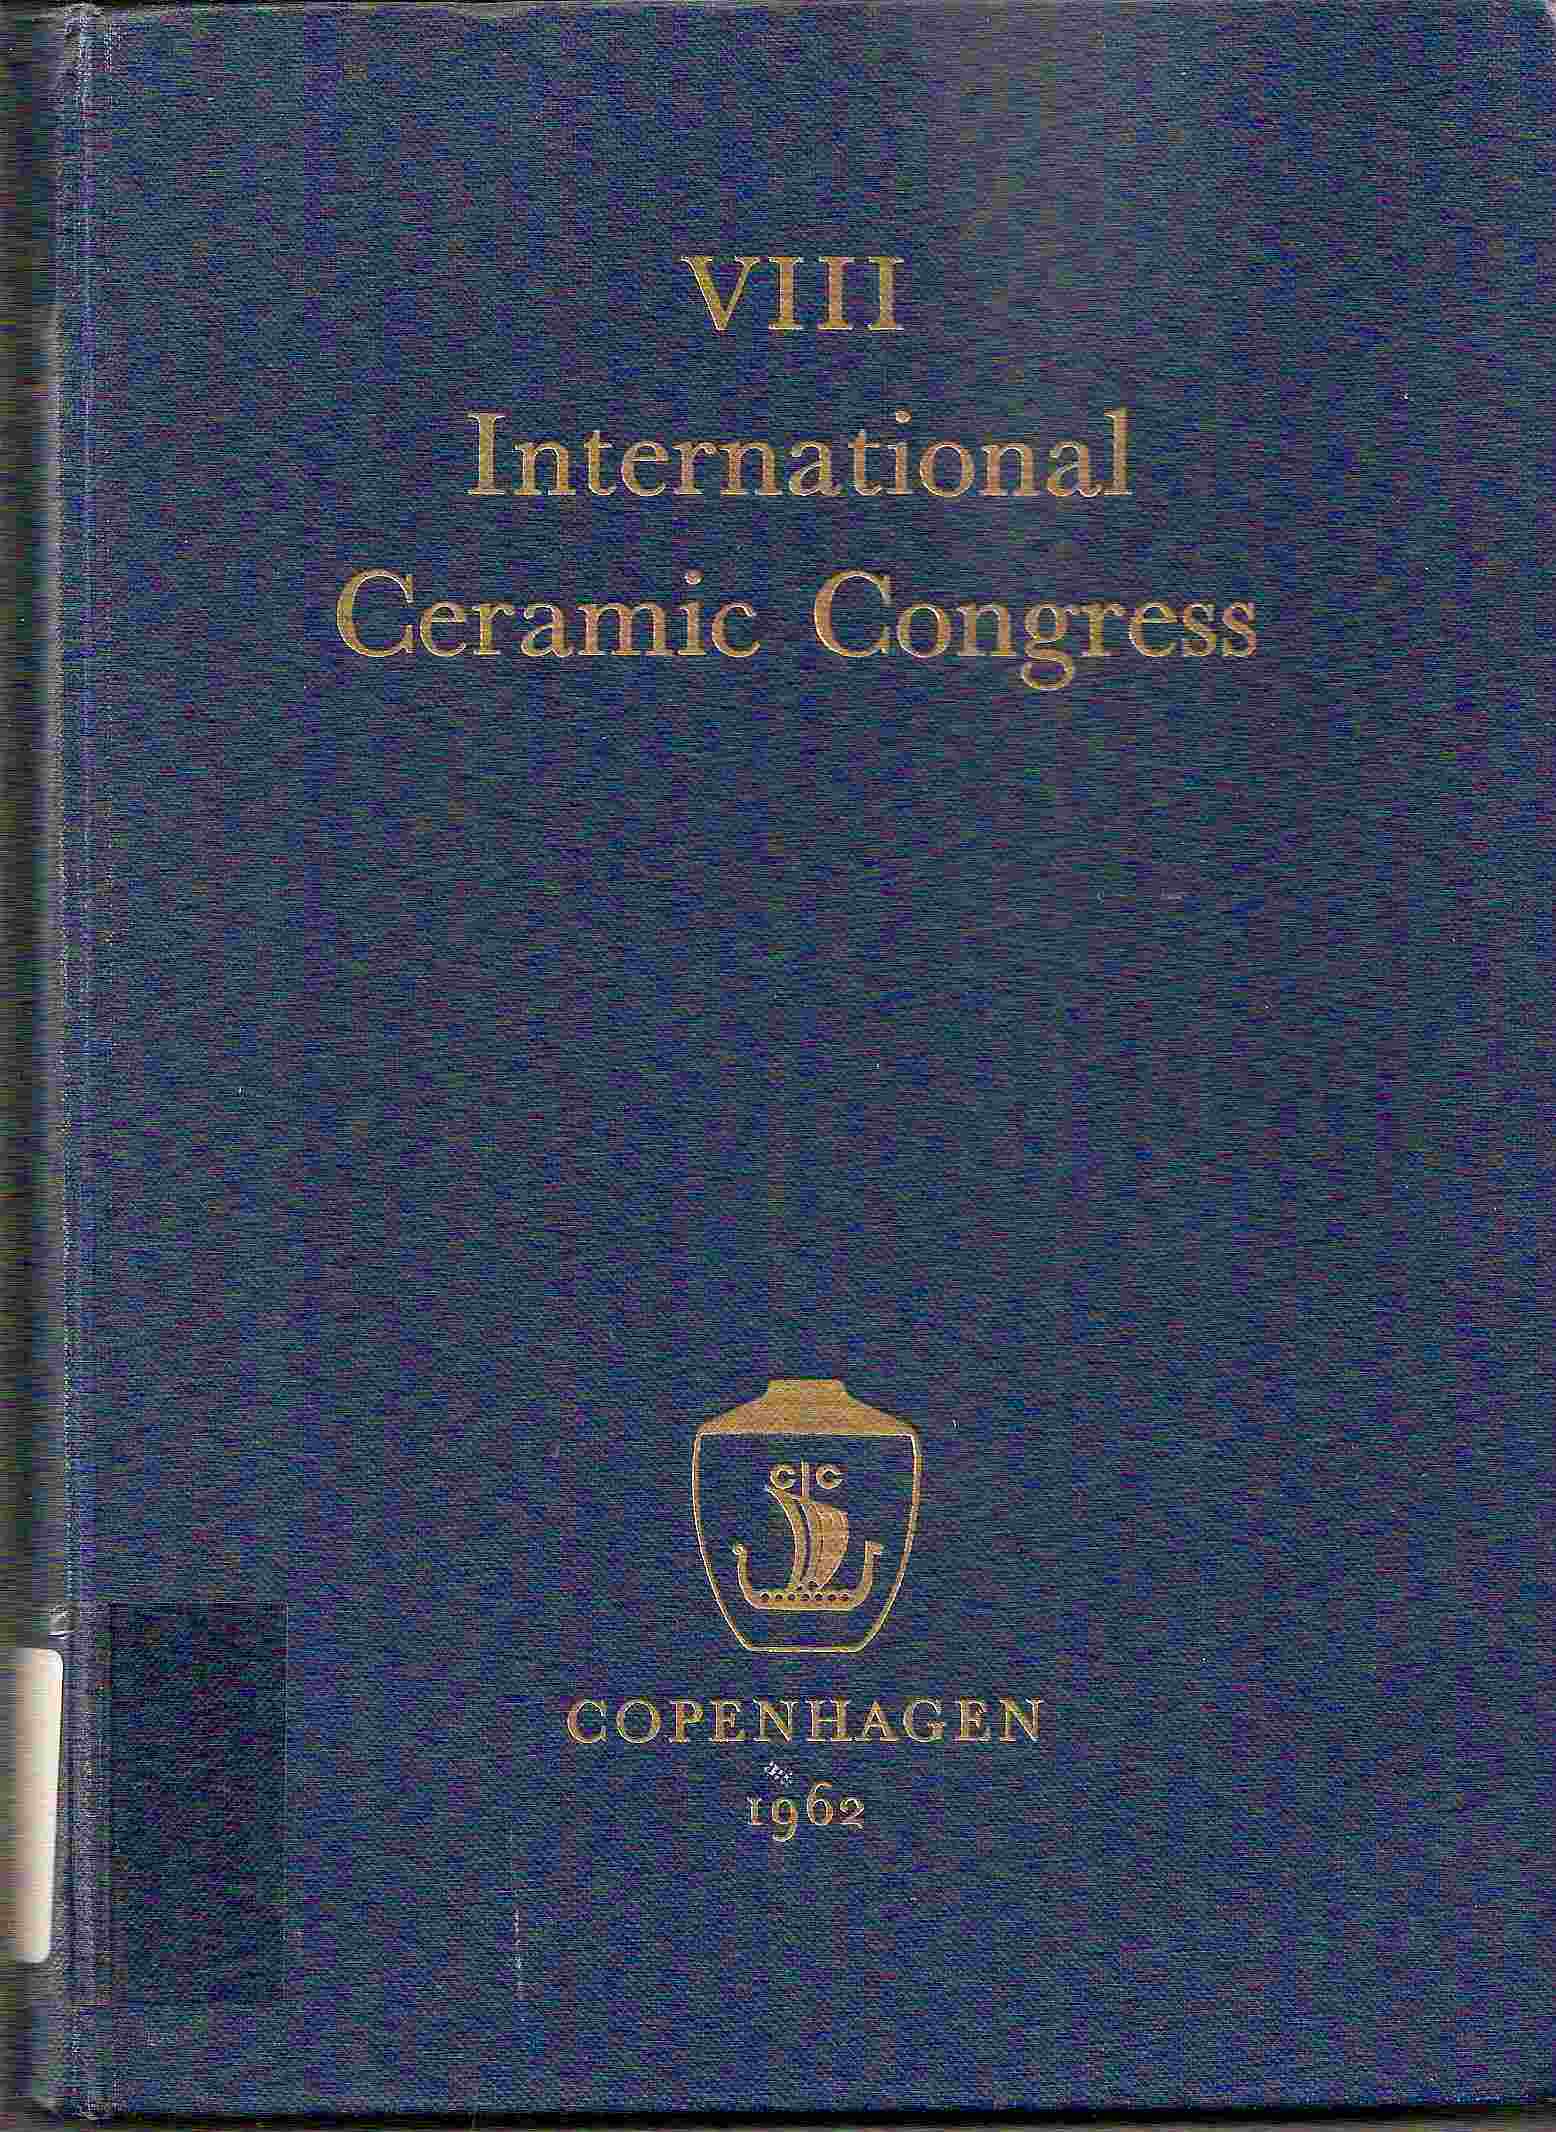 VIII
International
Ceramic Congress
CIC
COPENHAGEN
1962